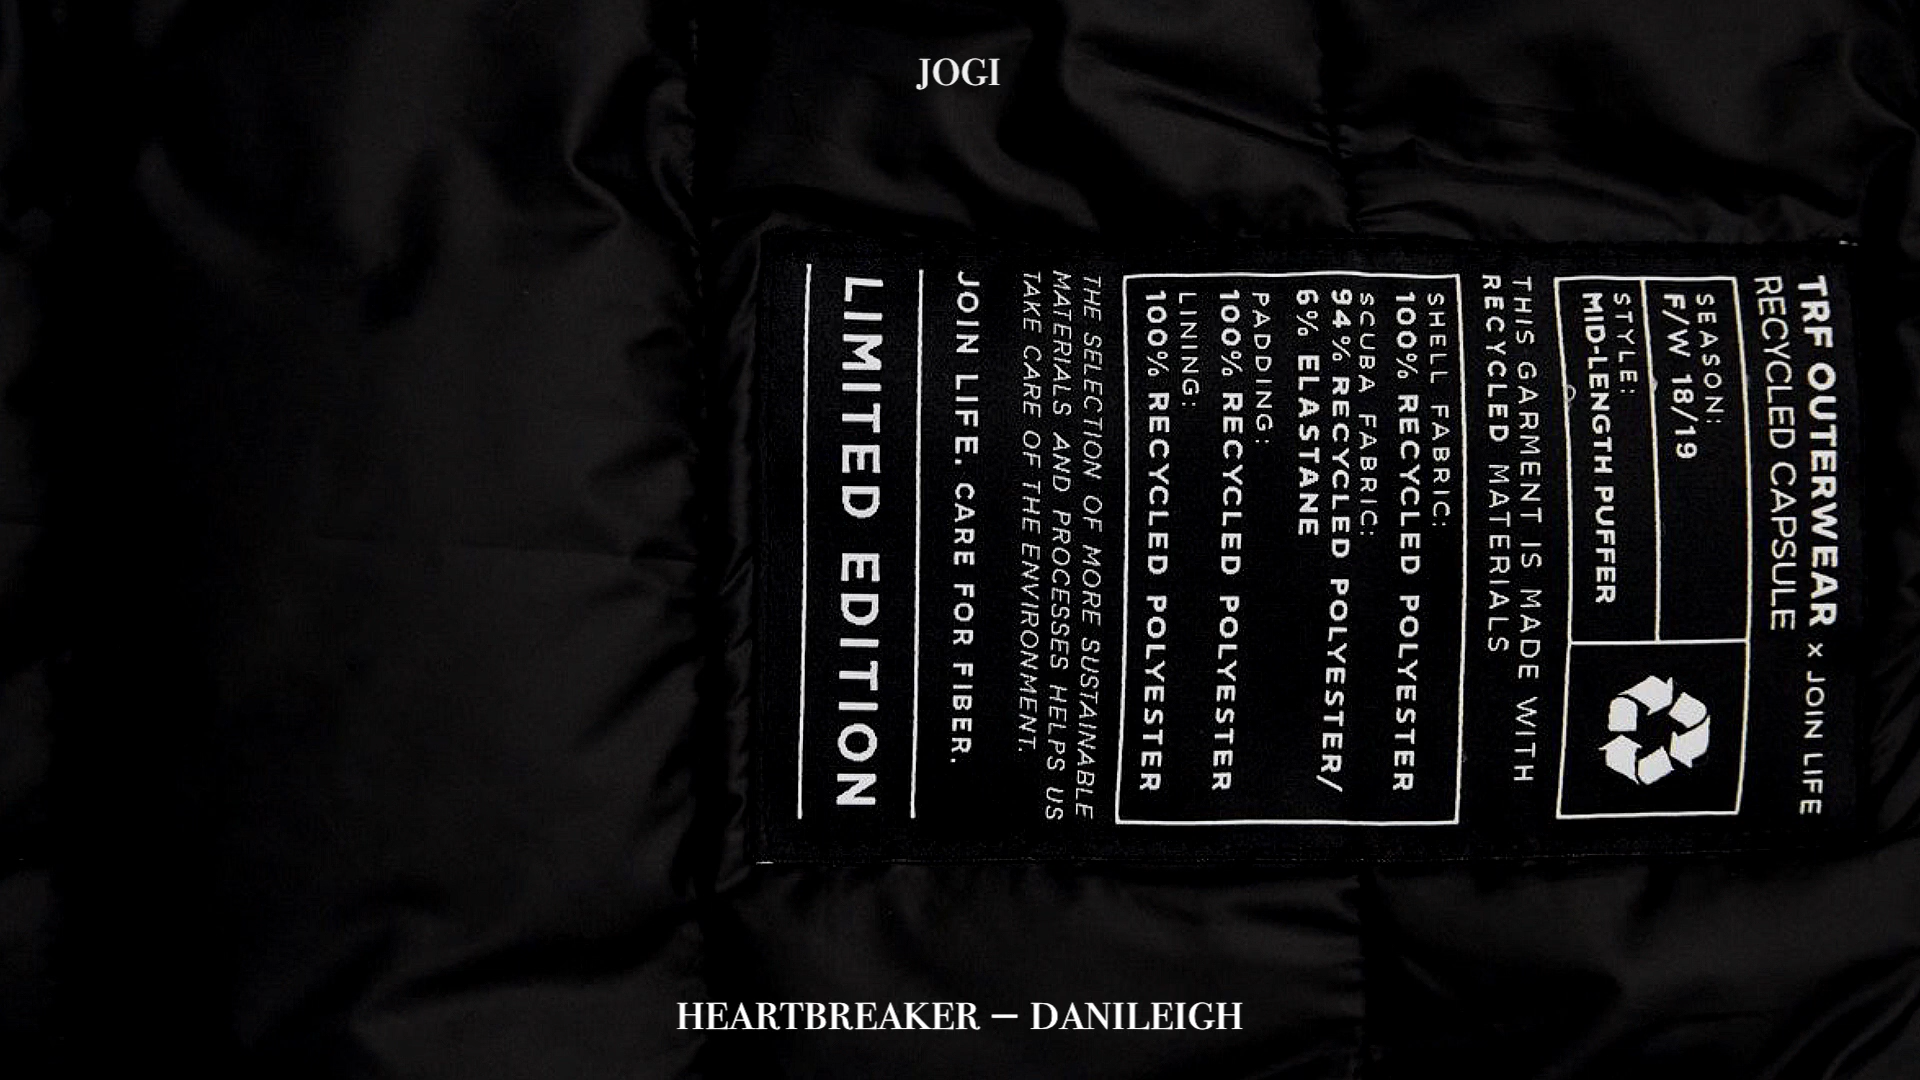 JOGI
TRF OUTERWEAR x JOIN LIFE
RECYCLED CAPSULE
SEASON:
F/W 18/19
STYLE:
MID-LENGTH PUFFER
THIS GARMENT IS MADE WITH
RECYCLED MATERIALS
SHELL FABRIC:
100% RECYCLED POLYESTER
SCUBA FABRIC:
94% RECYCLED POLYESTER/
6% ELASTANE
PADDING:
100% RECYCLED POLYESTER
LINING:
100% RECYCLED POLYESTER
THE SELECTION OF MORE SUSTAINABLE
MATERIALS AND PROCESSES HELPS US
TAKE CARE OF THE ENVIRONMENT.
JOIN LIFE. CARE FOR FIBER.
LIMITED EDITION
HEARTBREAKER – DANILEIGH